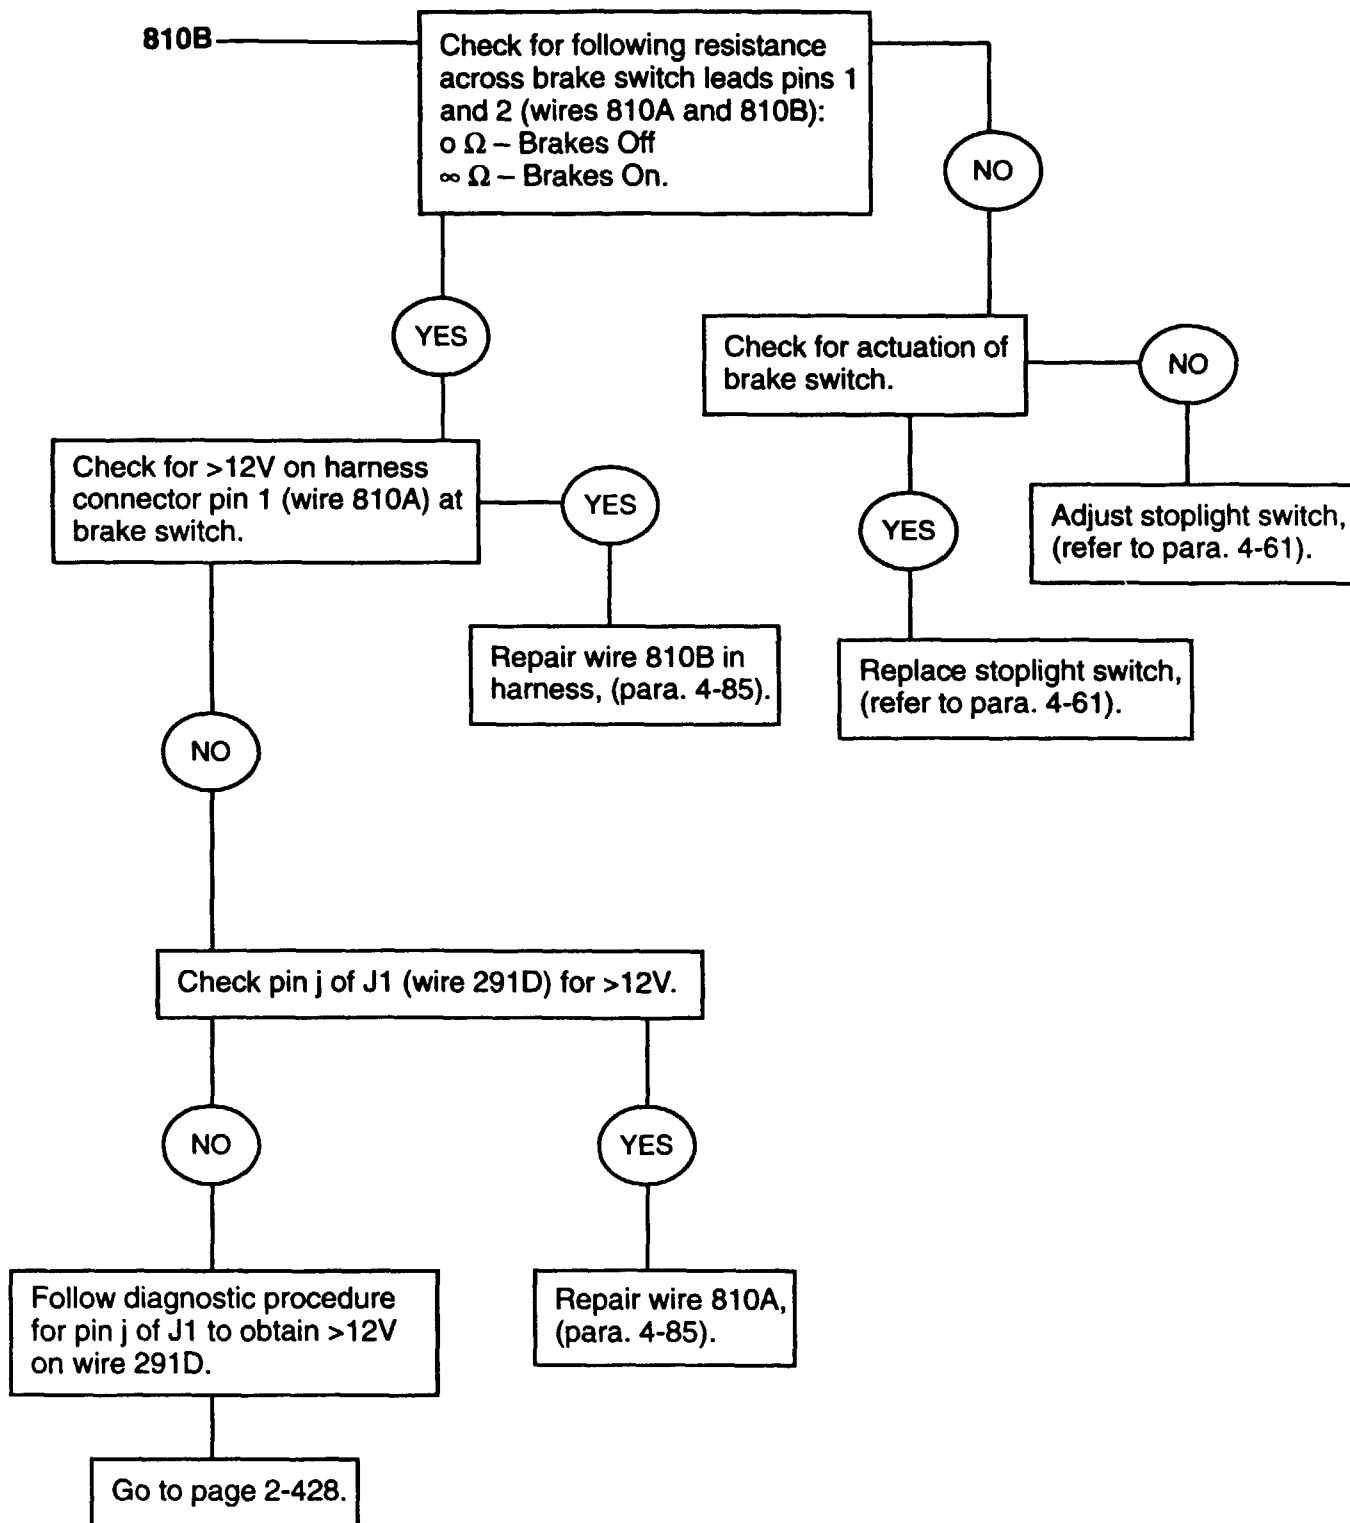 810B
Check for following resistance
across brake switch leads pins 1
and 2 (wires 810A and 810B):
o Ω – Brakes Off
∞ Ω – Brakes On.
NO
YES
Check for actuation of
brake switch.
NO
Check for >12V on harness
connector pin 1 (wire 810A) at
brake switch.
YES
YES
Adjust stoplight switch,
(refer to para. 4-61).
Repair wire 810B in
harness, (para. 4-85).
Replace stoplight switch,
(refer to para. 4-61).
NO
Check pin j of J1 (wire 291D) for >12V.
NO
YES
Follow diagnostic procedure
for pin j of J1 to obtain >12V
on wire 291D.
Repair wire 810A,
(para. 4-85).
Go to page 2-428.